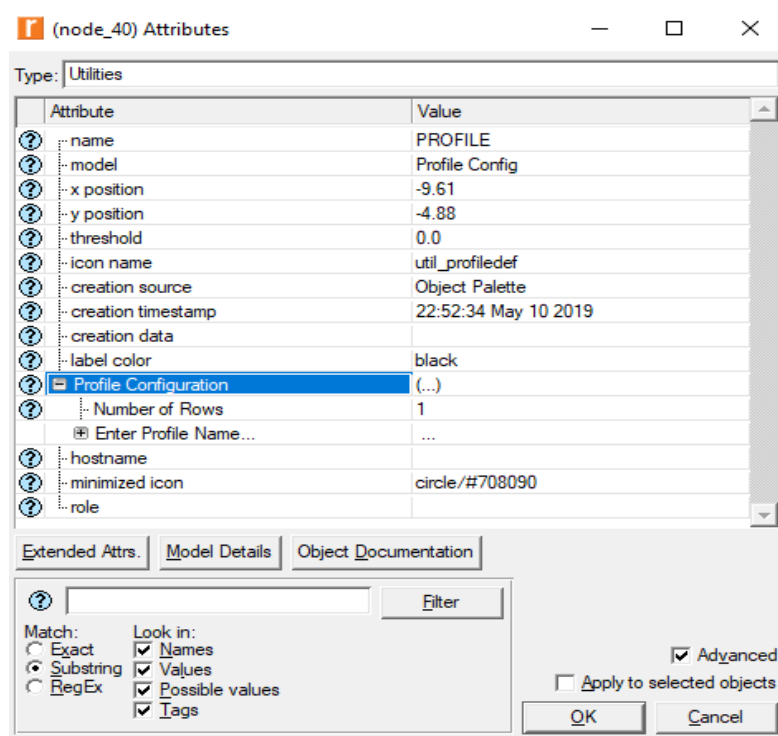 (node_40) Attributes
Type: Utilities
Attribute Value
name PROFILE
model Profile Config
x position -9.61
y position -4.88
threshold 0.0
icon name util_profiledef
creation source Object Palette
creation timestamp 22:52:34 May 10 2019
creation data
label color black
Profile Configuration (...)
Number of Rows 1
Enter Profile Name... ...
hostname
minimized icon circle/#708090
role
Extended Attrs. Model Details Object Documentation
Filter
Match: Look in:
Exact Names
Substring Values
RegEx Possible values
Tags
Advanced
Apply to selected objects
OK Cancel